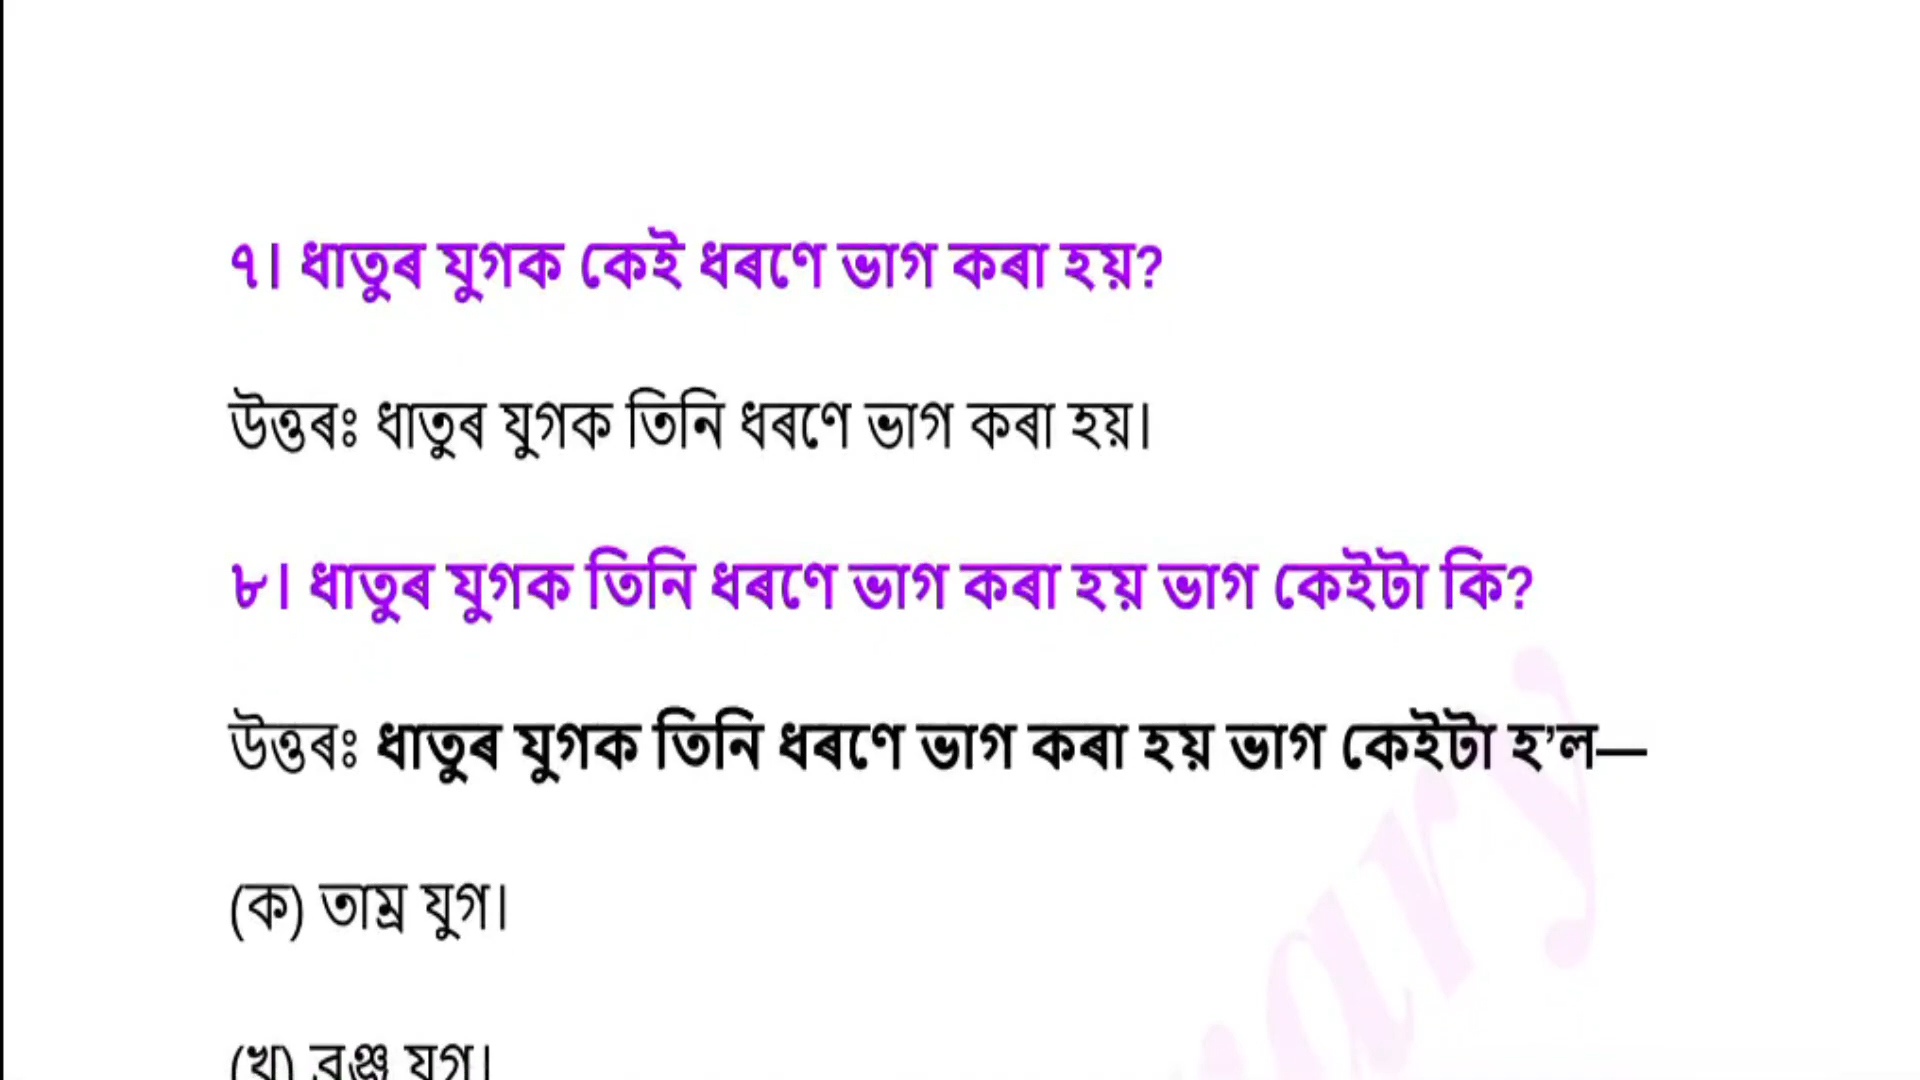 ৭। ধাতুৰ যুগক কেই ধৰণে ভাগ কৰা হয়?
উত্তৰঃ ধাতুৰ যুগক তিনি ধৰণে ভাগ কৰা হয়।
৮। ধাতুৰ যুগক তিনি ধৰণে ভাগ কৰা হয় ভাগ কেইটা কি?
উত্তৰঃ ধাতুৰ যুগক তিনি ধৰণে ভাগ কৰা হয় ভাগ কেইটা হ’ল—
(ক) তাম্ৰ যুগ।
(খ) ব্ৰঞ্জ যুগ।